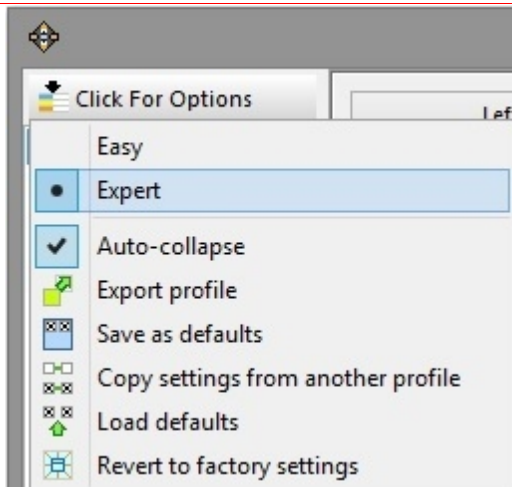 Click For Options
Lef
Easy
Expert
Auto-collapse
Export profile
Save as defaults
Copy settings from another profile
Load defaults
Revert to factory settings